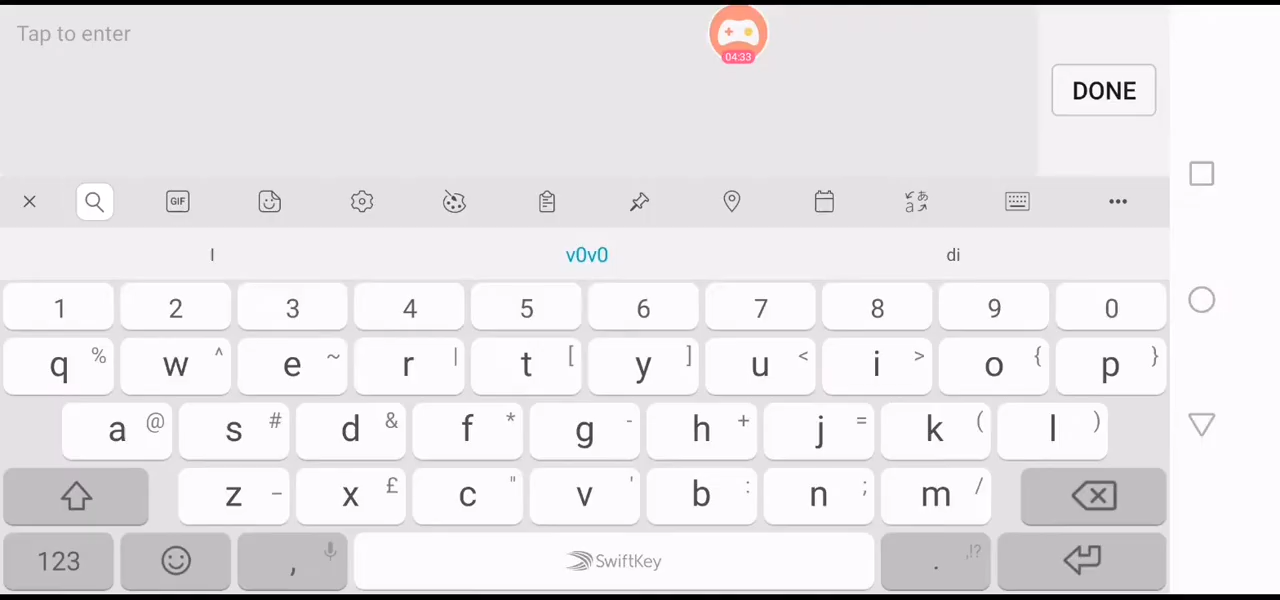 Tap to enter
04:33
DONE
GIF
l v0v0 di
1 2 3 4 5 6 7 8 9 0
q % w ^ e ~ r | t [ y ] u < i > o { p }
a @ s # d & f * g - h + j = k ( l )
z _ x £ c " v ' b : n ; m /
123 , SwiftKey . ,!?